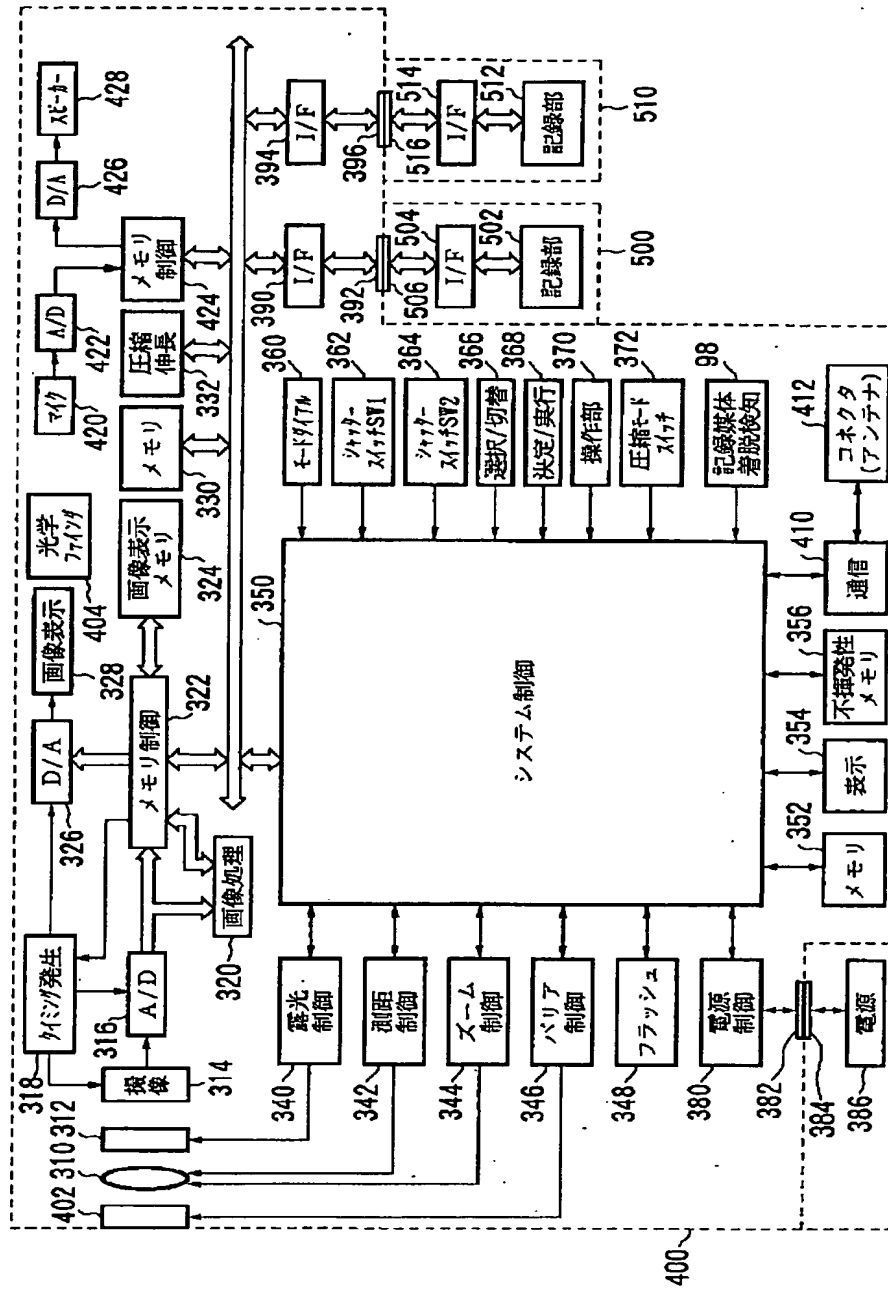 タイミング発生
318
D/A
326
画像表示
328
光学
ファインダ
404
マイク
420
A/D
422
D/A
426
スピーカー
428
402
310
312
撮像
314
A/D
316
画像処理
320
メモリ制御
322
画像表示
メモリ
324
メモリ
330
圧縮
伸長
332
メモリ
制御
424
露光
制御
340
測距
制御
342
ズーム
制御
344
バリア
制御
346
フラッシュ
348
電源
制御
380
382
384
電源
386
400
システム制御
350
モードダイアル
360
シャッター
スイッチSW1
362
シャッター
スイッチSW2
364
選択/切替
366
決定/実行
368
操作部
370
圧縮モード
スイッチ
372
記録媒体
着脱検知
98
メモリ
352
表示
354
不揮発性
メモリ
356
通信
410
コネクタ
(アンテナ)
412
I/F
390
392
506
I/F
504
記録部
502
500
I/F
394
396
516
I/F
514
記録部
512
510